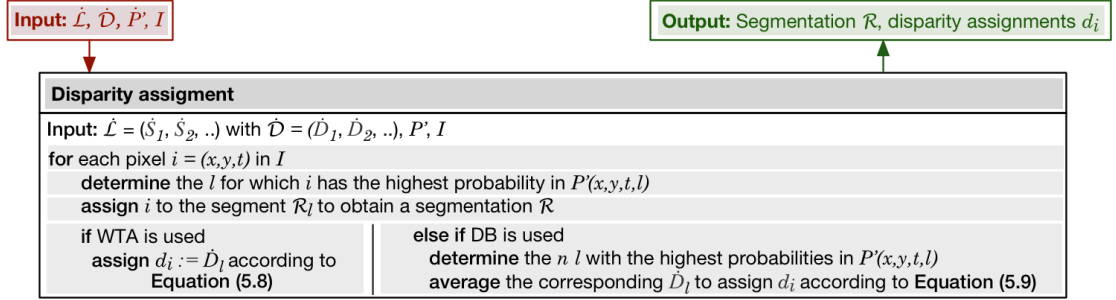 Input: ℒ̇, 𝒟̇, Ṗ', I
Output: Segmentation ℛ, disparity assignments dᵢ
Disparity assigment
Input: ℒ̇ = (Ṡ₁, Ṡ₂, ..) with 𝒟̇ = (Ḋ₁, Ḋ₂, ..), P', I
for each pixel i = (x,y,t) in I
determine the l for which i has the highest probability in P'(x,y,t,l)
assign i to the segment ℛₗ to obtain a segmentation ℛ
if WTA is used
assign dᵢ := Ḋₗ according to
Equation (5.8)
else if DB is used
determine the n l with the highest probabilities in P'(x,y,t,l)
average the corresponding Ḋₗ to assign dᵢ according to Equation (5.9)